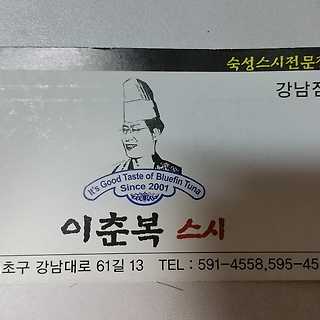 숙성스시전문점
강남점
It's Good Taste of Bluefin Tuna
Since 2001
이춘복 스시
초구 강남대로 61길 13 TEL : 591-4558,595-45